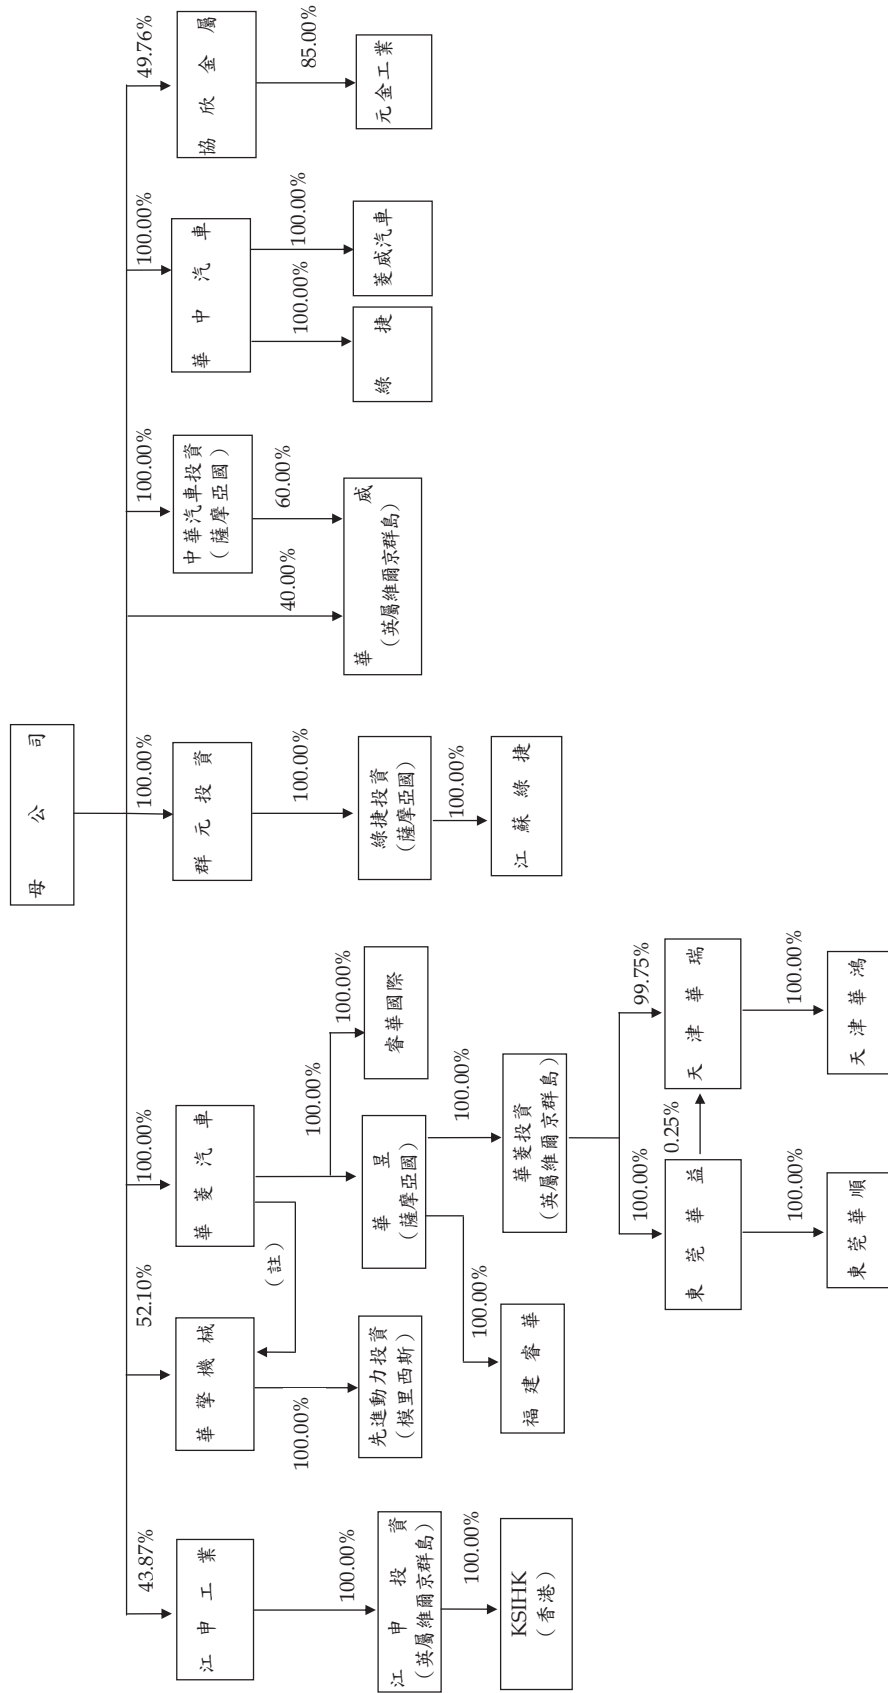 母公司
43.87%
52.10%
100.00%
100.00%
100.00%
100.00%
49.76%
江申工業
華擎機械
華菱汽車
群元投資
中華汽車投資
（薩摩亞國）
華中汽車
協欣金屬
（註）
100.00%
100.00%
100.00%
100.00%
100.00%
40.00%
60.00%
100.00%
100.00%
85.00%
江申投資
（英屬維爾京群島）
先進動力投資
（模里西斯）
華昱
（薩摩亞國）
睿華國際
綠捷投資
（薩摩亞國）
華威
（英屬維爾京群島）
綠捷
菱威汽車
元金工業
100.00%
100.00%
100.00%
100.00%
KSIHK
（香港）
福建睿華
華菱投資
（英屬維爾京群島）
江蘇綠捷
100.00%
99.75%
東莞華益
0.25%
天津華瑞
100.00%
100.00%
東莞華順
天津華鴻